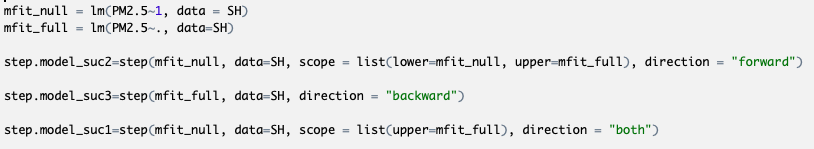 mfit_null = lm(PM2.5~1, data = SH)
mfit_full = lm(PM2.5~., data=SH)
step.model_suc2=step(mfit_null, data=SH, scope = list(lower=mfit_null, upper=mfit_full), direction = "forward")
step.model_suc3=step(mfit_full, data=SH, direction = "backward")
step.model_suc1=step(mfit_null, data=SH, scope = list(upper=mfit_full), direction = "both")